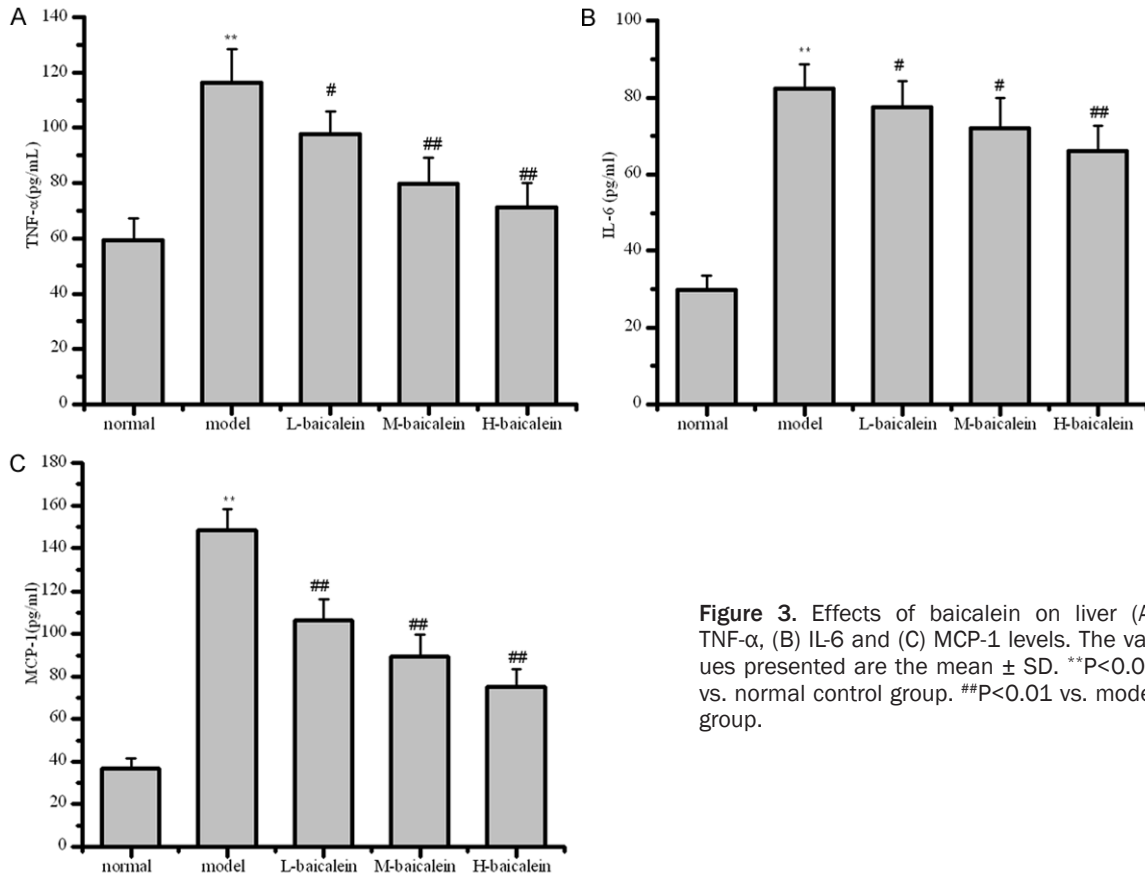 A
140
120
100
80
60
40
20
0
TNF-α(pg/mL)
**
#
##
##
normal model L-baicalein M-baicalein H-baicalein
B
100
80
60
40
20
0
IL-6 (pg/ml)
**
#
#
##
normal model L-baicalein M-baicalein H-baicalein
C
180
160
140
120
100
80
60
40
20
0
MCP-1(pg/ml)
**
##
##
##
normal model L-baicalein M-baicalein H-baicalein
Figure 3. Effects of baicalein on liver (A
TNF-α, (B) IL-6 and (C) MCP-1 levels. The va
ues presented are the mean ± SD. **P<0.0
vs. normal control group. ##P<0.01 vs. mode
group.